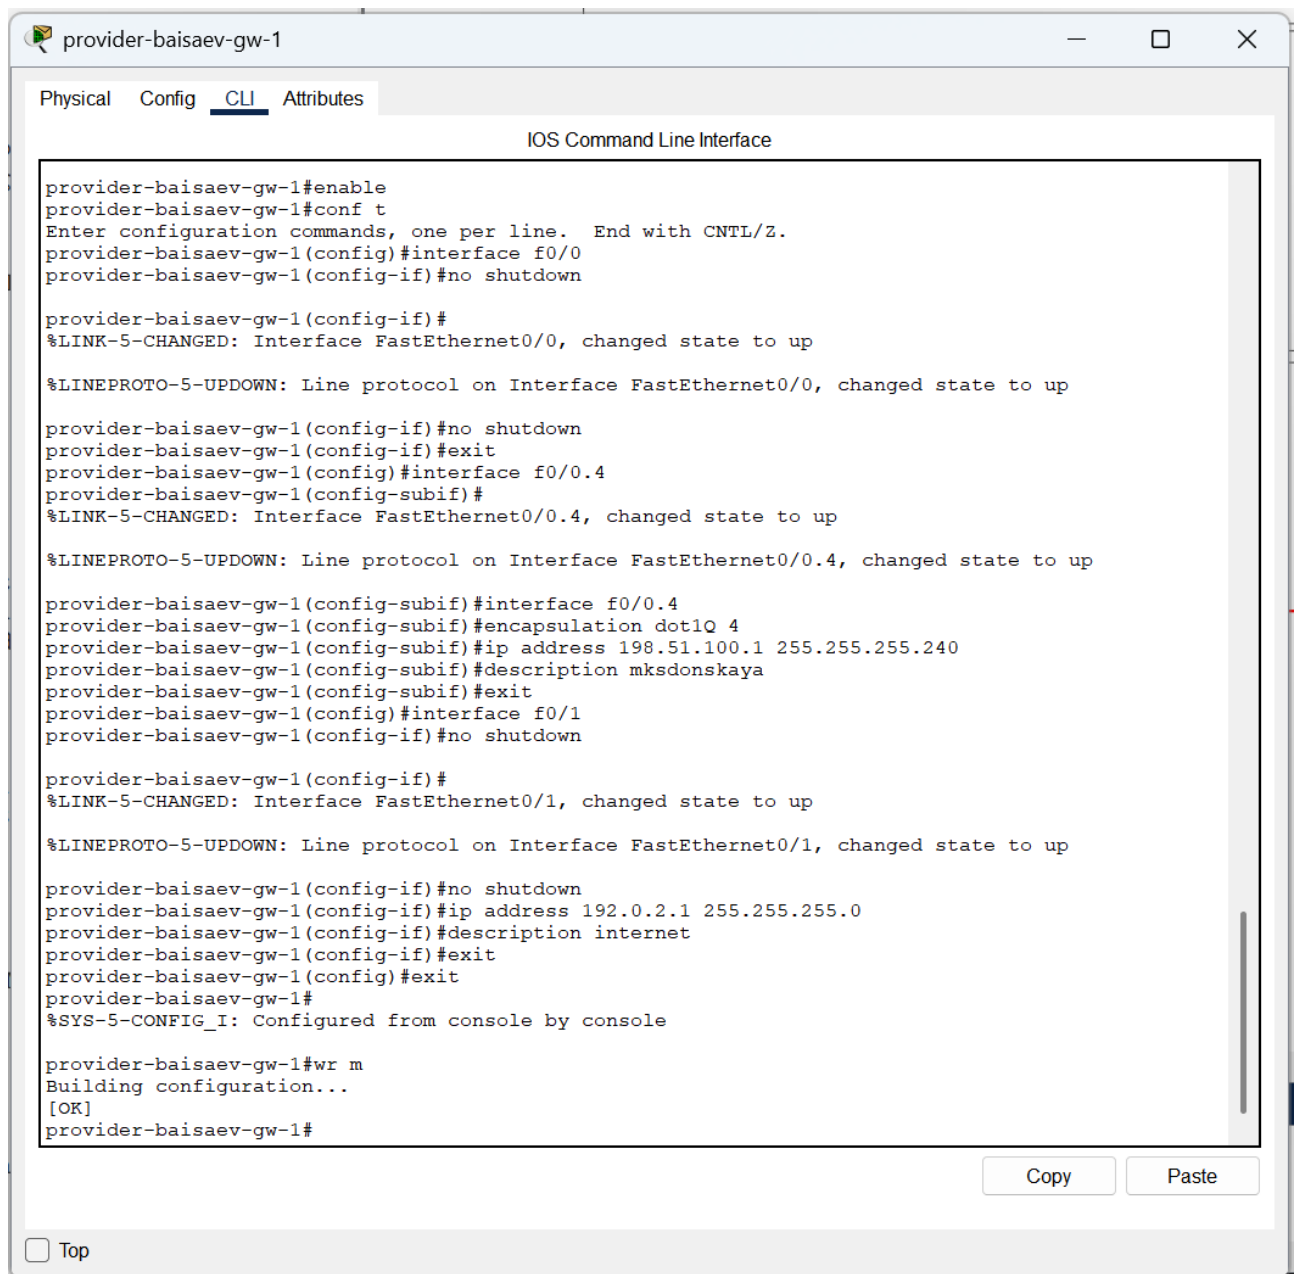 provider-baisaev-gw-1
Physical Config CLI Attributes
IOS Command Line Interface
provider-baisaev-gw-1#enable
provider-baisaev-gw-1#conf t
Enter configuration commands, one per line.  End with CNTL/Z.
provider-baisaev-gw-1(config)#interface f0/0
provider-baisaev-gw-1(config-if)#no shutdown
provider-baisaev-gw-1(config-if)#
%LINK-5-CHANGED: Interface FastEthernet0/0, changed state to up
%LINEPROTO-5-UPDOWN: Line protocol on Interface FastEthernet0/0, changed state to up
provider-baisaev-gw-1(config-if)#no shutdown
provider-baisaev-gw-1(config-if)#exit
provider-baisaev-gw-1(config)#interface f0/0.4
provider-baisaev-gw-1(config-subif)#
%LINK-5-CHANGED: Interface FastEthernet0/0.4, changed state to up
%LINEPROTO-5-UPDOWN: Line protocol on Interface FastEthernet0/0.4, changed state to up
provider-baisaev-gw-1(config-subif)#interface f0/0.4
provider-baisaev-gw-1(config-subif)#encapsulation dot1Q 4
provider-baisaev-gw-1(config-subif)#ip address 198.51.100.1 255.255.255.240
provider-baisaev-gw-1(config-subif)#description mksdonskaya
provider-baisaev-gw-1(config-subif)#exit
provider-baisaev-gw-1(config)#interface f0/1
provider-baisaev-gw-1(config-if)#no shutdown
provider-baisaev-gw-1(config-if)#
%LINK-5-CHANGED: Interface FastEthernet0/1, changed state to up
%LINEPROTO-5-UPDOWN: Line protocol on Interface FastEthernet0/1, changed state to up
provider-baisaev-gw-1(config-if)#no shutdown
provider-baisaev-gw-1(config-if)#ip address 192.0.2.1 255.255.255.0
provider-baisaev-gw-1(config-if)#description internet
provider-baisaev-gw-1(config-if)#exit
provider-baisaev-gw-1(config)#exit
provider-baisaev-gw-1#
%SYS-5-CONFIG_I: Configured from console by console
provider-baisaev-gw-1#wr m
Building configuration...
[OK]
provider-baisaev-gw-1#
Copy Paste
Top